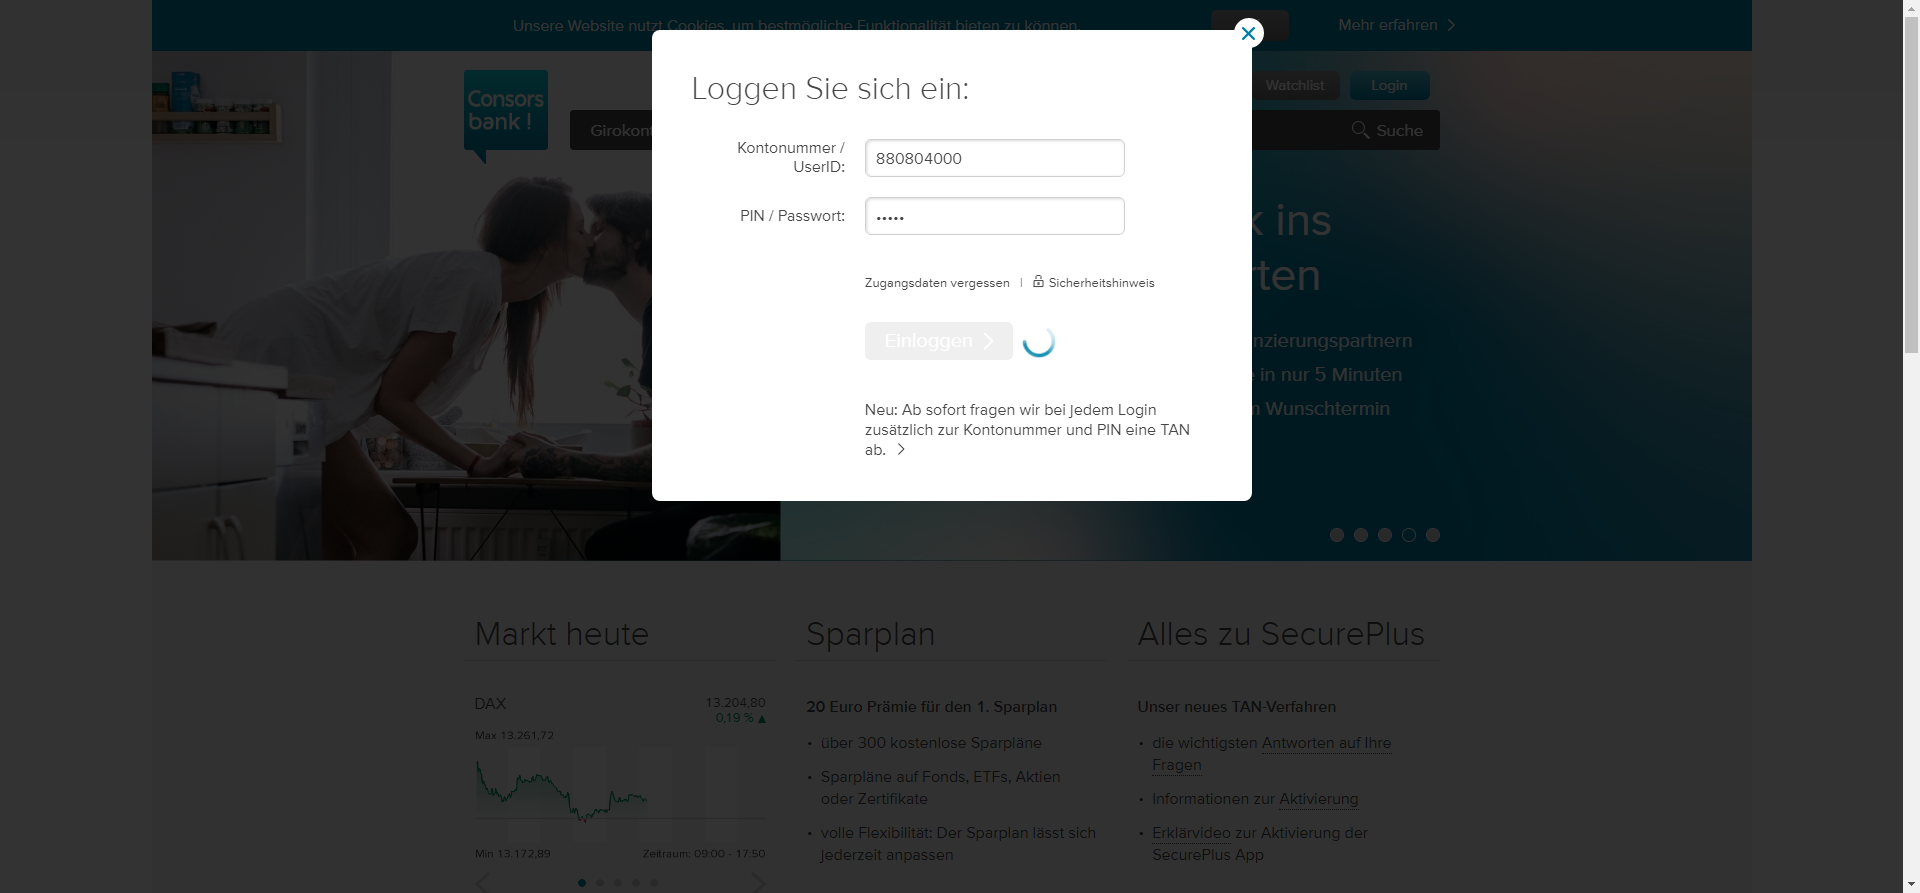 Unsere Website nutzt Cookies, um bestmögliche Funktionalität bieten zu können.
Mehr erfahren
Loggen Sie sich ein:
Watchlist
Login
Consors
bank !
Girokont
Suche
Kontonummer /
UserID:
880804000
PIN / Passwort:
•••••
ins
rten
Zugangsdaten vergessen | Sicherheitshinweis
Einloggen
nzierungspartnern
in nur 5 Minuten
Wunschtermin
Neu: Ab sofort fragen wir bei jedem Login
zusätzlich zur Kontonummer und PIN eine TAN
ab.
Markt heute
DAX
13.204,80
0,19 % ▲
Max 13.261,72
Min 13.172,89
Zeitraum: 09:00 - 17:50
Sparplan
20 Euro Prämie für den 1. Sparplan
• über 300 kostenlose Sparpläne
• Sparpläne auf Fonds, ETFs, Aktien
oder Zertifikate
• volle Flexibilität: Der Sparplan lässt sich
jederzeit anpassen
Alles zu SecurePlus
Unser neues TAN-Verfahren
• die wichtigsten Antworten auf Ihre
Fragen
• Informationen zur Aktivierung
• Erklärvideo zur Aktivierung der
SecurePlus App